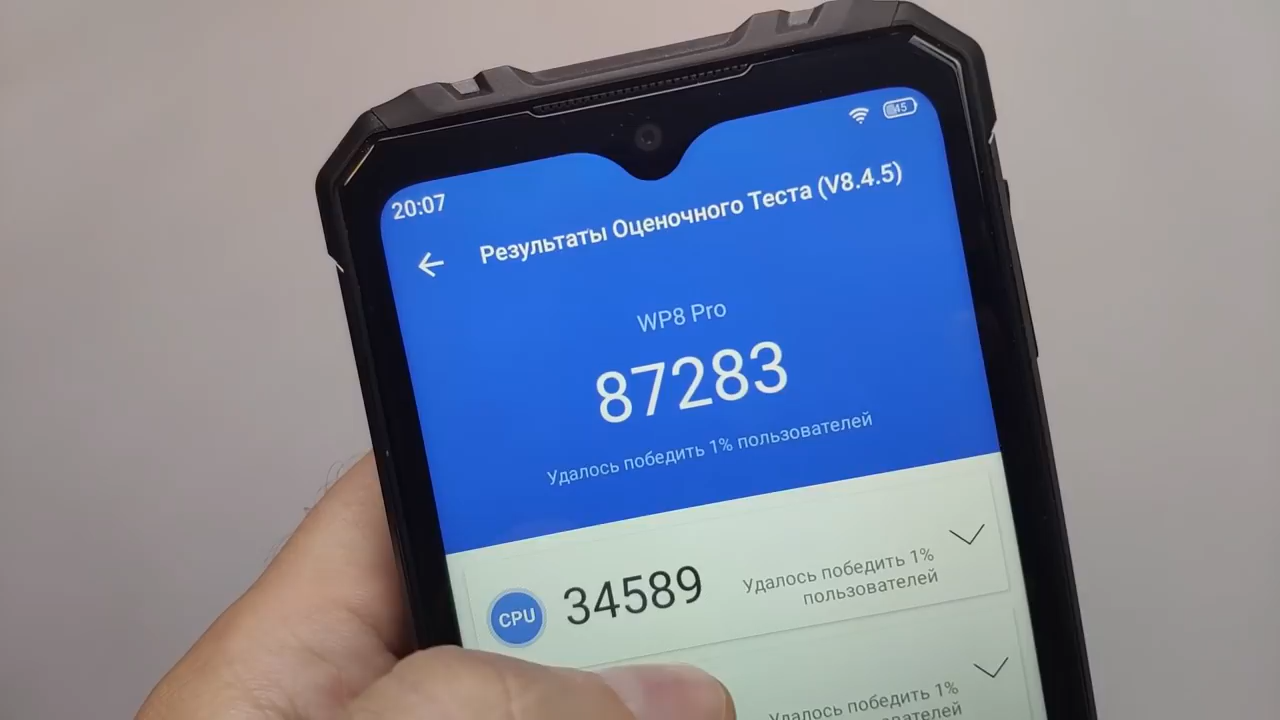 20:07
45
Результаты Оценочного Теста (V8.4.5)
WP8 Pro
87283
Удалось победить 1% пользователей
CPU
34589
Удалось победить 1%
пользователей
Удалось победить 1%